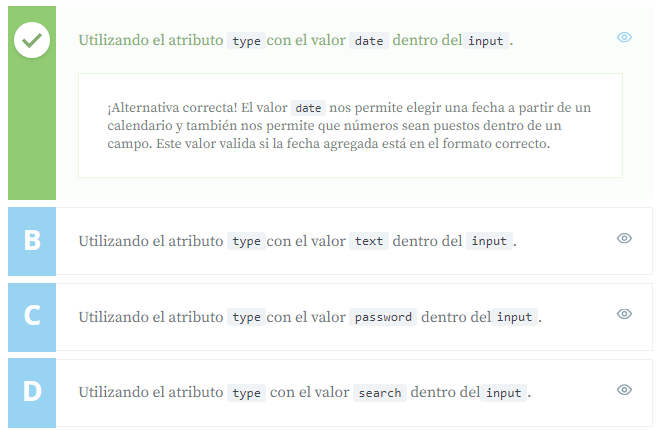 Utilizando el atributo type con el valor date dentro del input.
¡Alternativa correcta! El valor date nos permite elegir una fecha a partir de un
calendario y también nos permite que números sean puestos dentro de un
campo. Este valor valida si la fecha agregada está en el formato correcto.
B
Utilizando el atributo type con el valor text dentro del input.
C
Utilizando el atributo type con el valor password dentro del input.
D
Utilizando el atributo type con el valor search dentro del input.